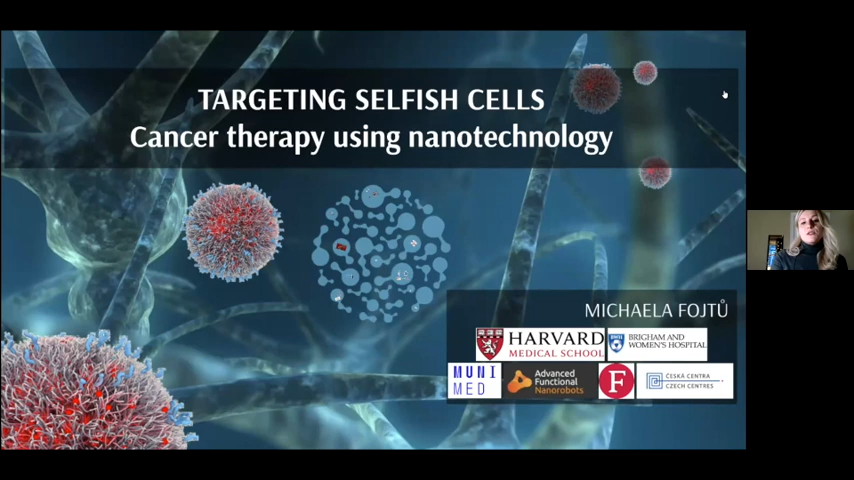 TARGETING SELFISH CELLS
Cancer therapy using nanotechnology
MICHAELA FOJTŮ
HARVARD
MEDICAL SCHOOL
BRIGHAM AND
WOMEN'S HOSPITAL
MUNI
MED
Advanced
Functional
Nanorobots
F
ČESKÁ CENTRA
CZECH CENTRES